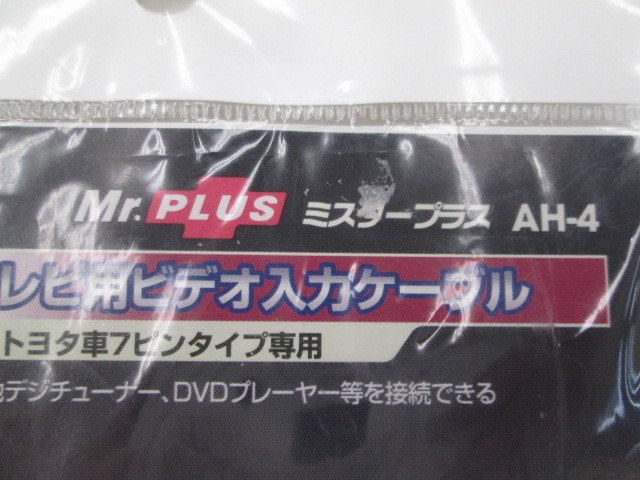 Mr.PLUS ミスタープラス AH-4
レビ用ビデオ入力ケーブル
トヨタ車7ピンタイプ専用
デジチューナー、DVDプレーヤー等を接続できる